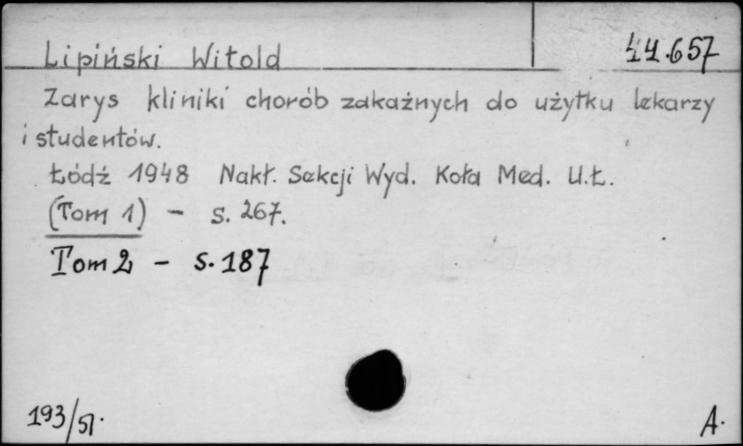 Lipiński Witold 44.657
Zarys kliniki chorób zakaźnych do użytku lekarzy
i studentów.
Łódź 1948 Nakł. Sekcji Wyd. Koła Med. U.Ł.
(Tom 1) - s. 267.
Tom 2 - s. 187
193/51. A.